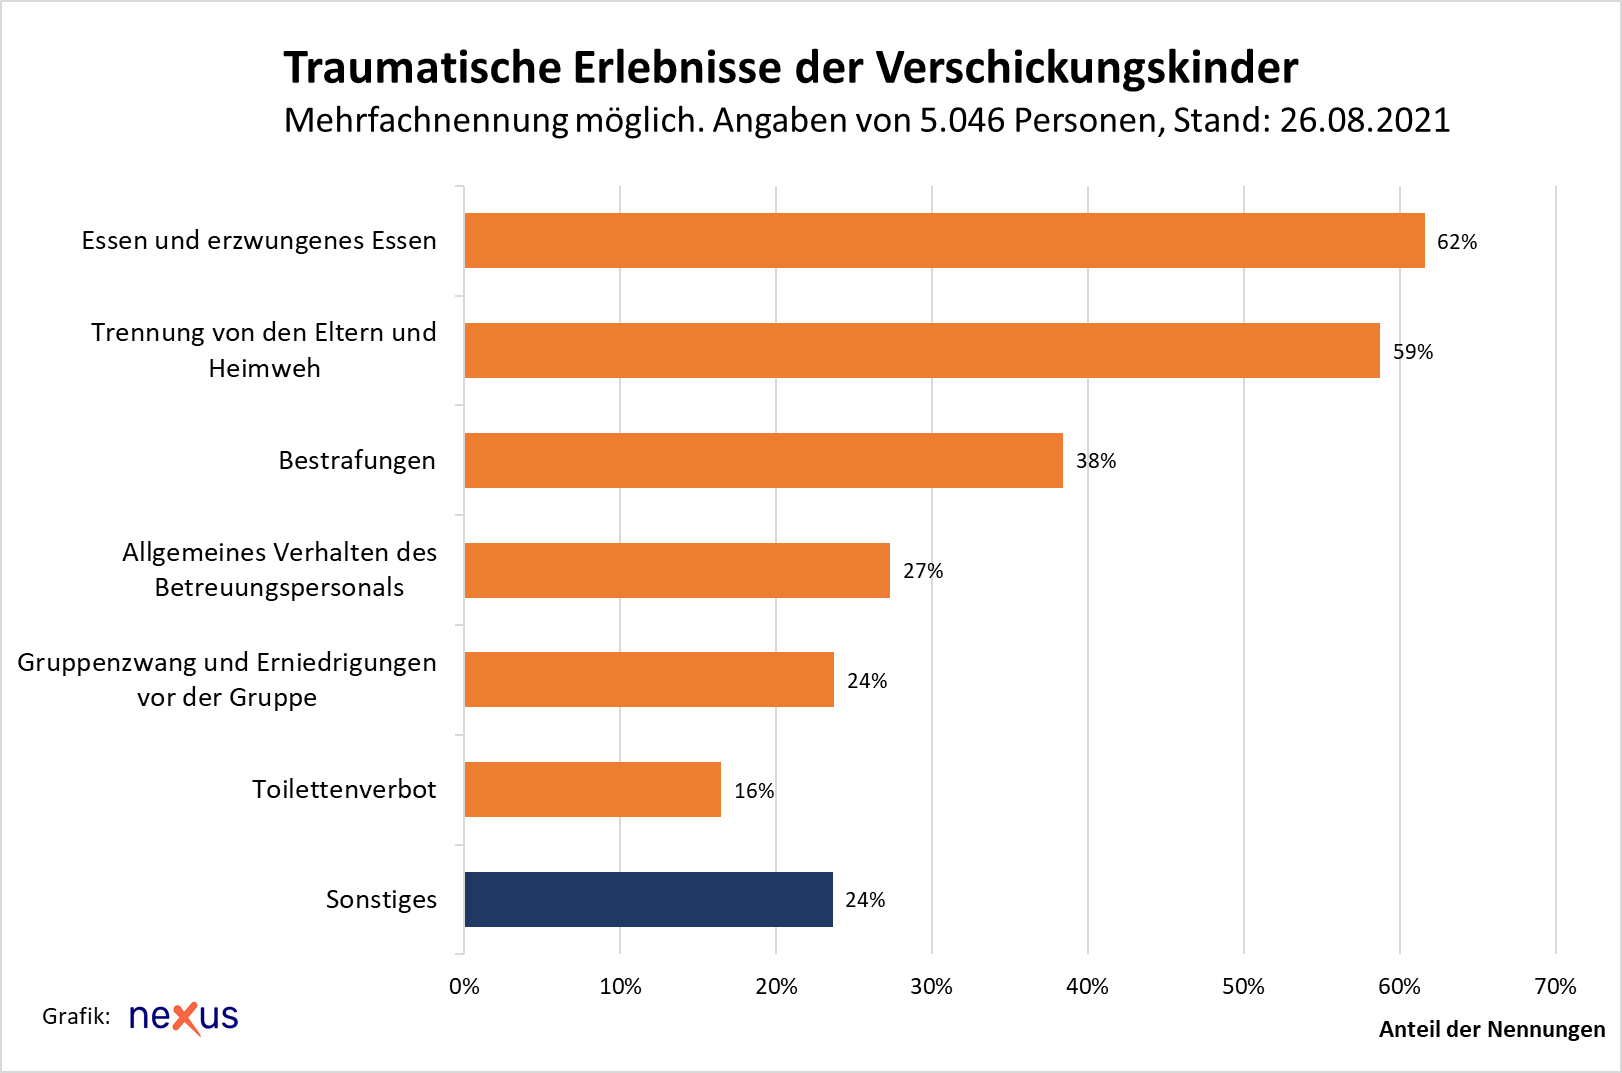 Traumatische Erlebnisse der Verschickungskinder
Mehrfachnennung möglich. Angaben von 5.046 Personen, Stand: 26.08.2021
Essen und erzwungenes Essen
62%
Trennung von den Eltern und
Heimweh
59%
Bestrafungen
38%
Allgemeines Verhalten des
Betreuungspersonals
27%
Gruppenzwang und Erniedrigungen
vor der Gruppe
24%
Toilettenverbot
16%
Sonstiges
24%
0% 10% 20% 30% 40% 50% 60% 70%
Anteil der Nennungen
Grafik: nexus